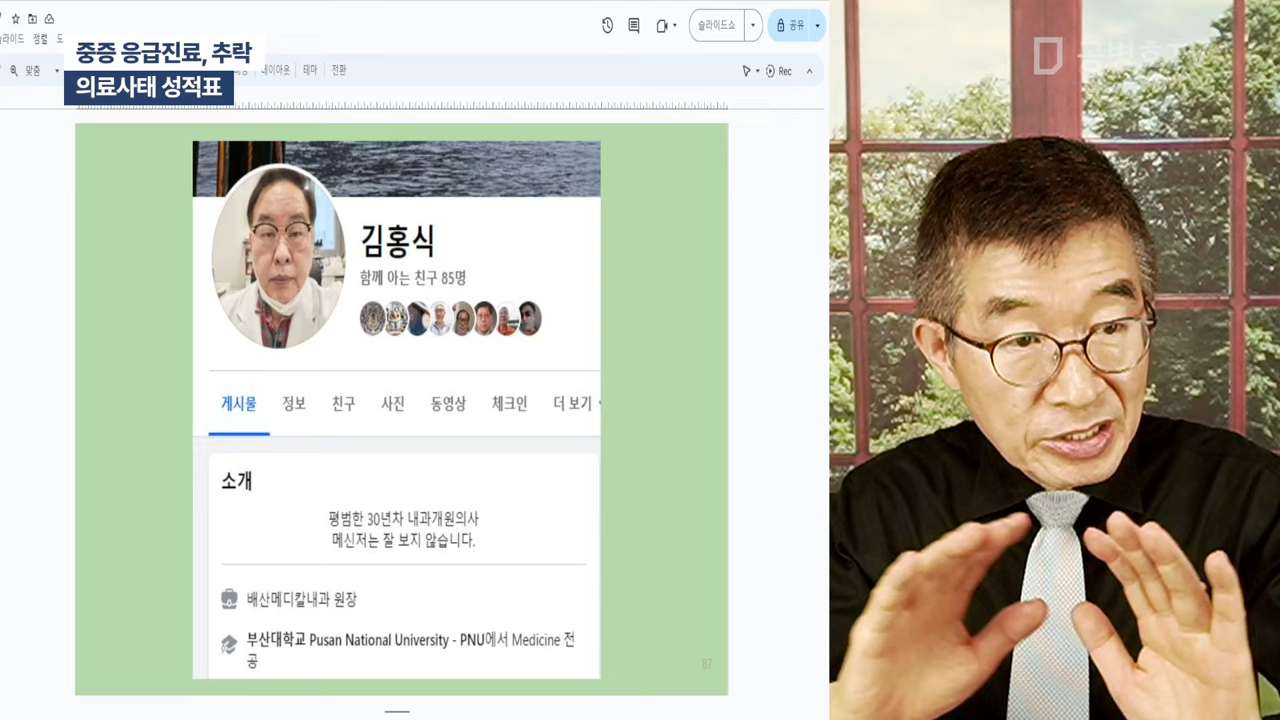 슬라이드쇼
공유
정렬
중증 응급진료, 추락
의료사태 성적표
맞춤
테마
전환
Rec
김홍식
함께 아는 친구 85명
게시물 정보 친구 사진 동영상 체크인 더 보기
소개
평범한 30년차 내과개원의사
메신저는 잘 보지 않습니다.
배산메디칼내과 원장
부산대학교 Pusan National University - PNU에서 Medicine 전
공
87